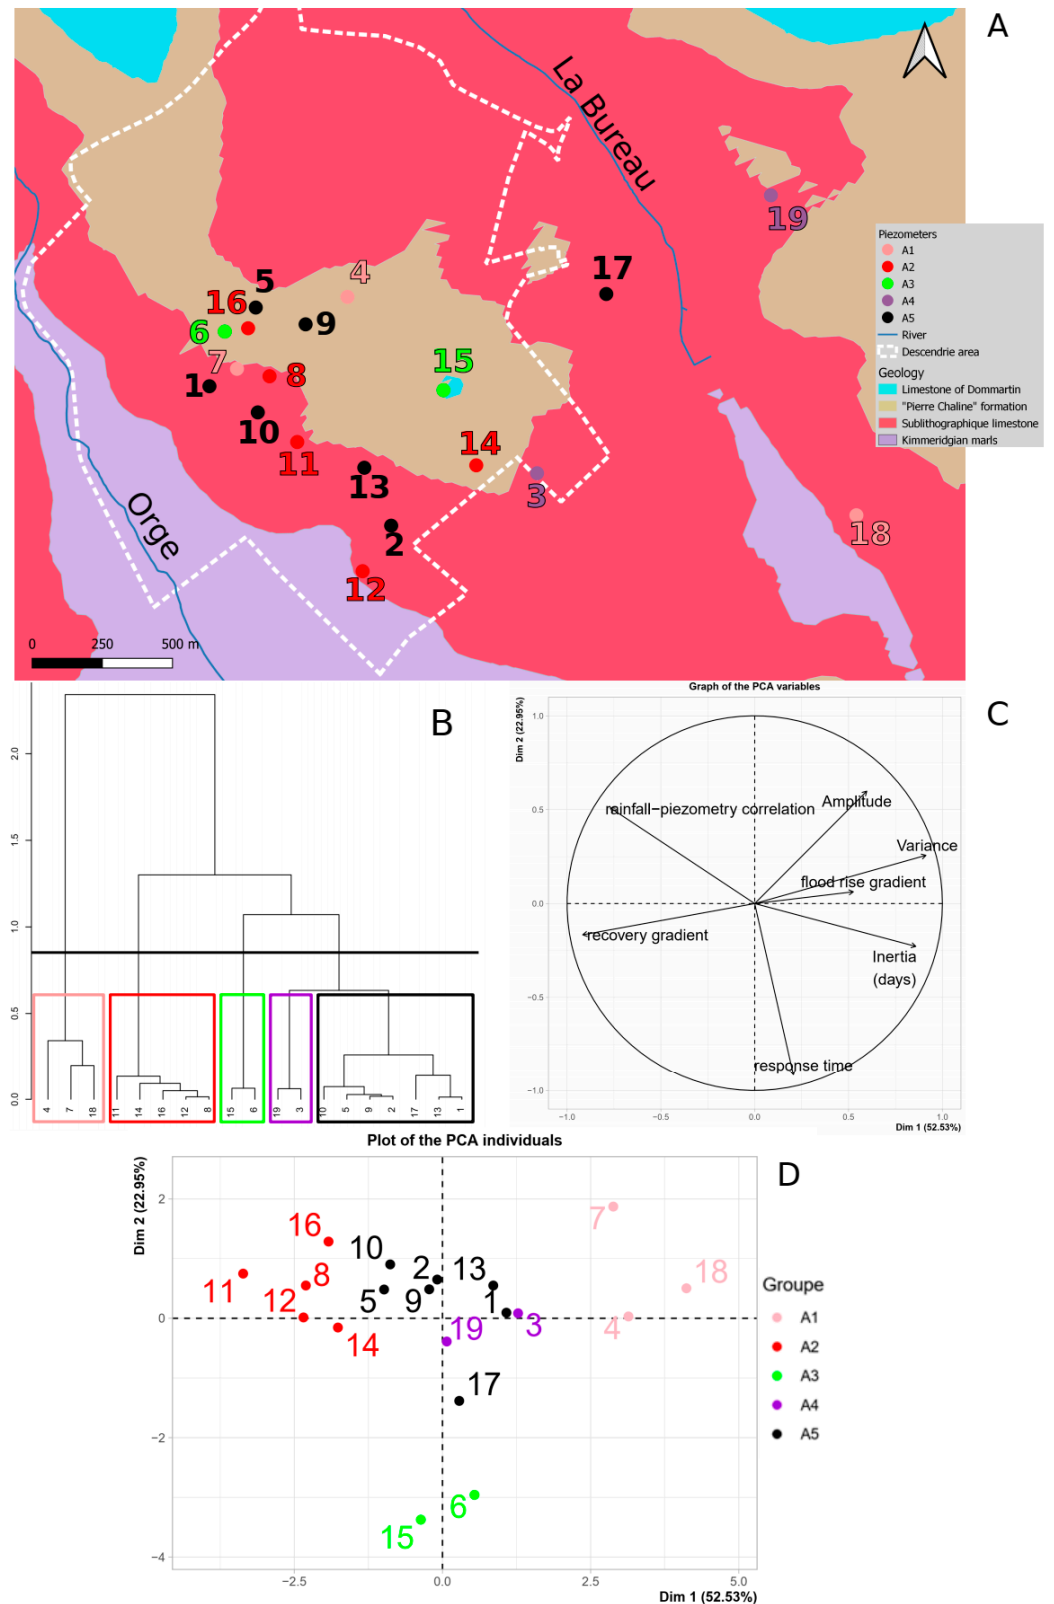 A
La Bureau
19
4
5
17
16
6
9
7
15
8
1
10
14
11
13
3
18
2
Orge
12
0 250 500 m
Piezometers
A1
A2
A3
A4
A5
River
Descendrie area
Geology
Limestone of Dommartin
"Pierre Chaline" formation
Sublithographique limestone
Kimmeridgian marls
B
2.0
1.5
1.0
0.5
0.0
4 7 18 11 14 16 12 8 15 6 19 3 10 5 9 2 17 13 1
Graph of the PCA variables
C
Dim 2 (22.95%)
1.0
0.5
0.0
−0.5
−1.0
rainfall−piezometry correlation
Amplitude
Variance
flood rise gradient
recovery gradient
Inertia
(days)
response time
−1.0 −0.5 0.0 0.5 1.0
Dim 1 (52.53%)
Plot of the PCA individuals
D
Dim 2 (22.95%)
2
0
−2
−4
7
16
10
2
13
18
11
8
5
9
1
12
4
19
3
14
17
6
15
−2.5 0.0 2.5 5.0
Dim 1 (52.53%)
Groupe
A1
A2
A3
A4
A5